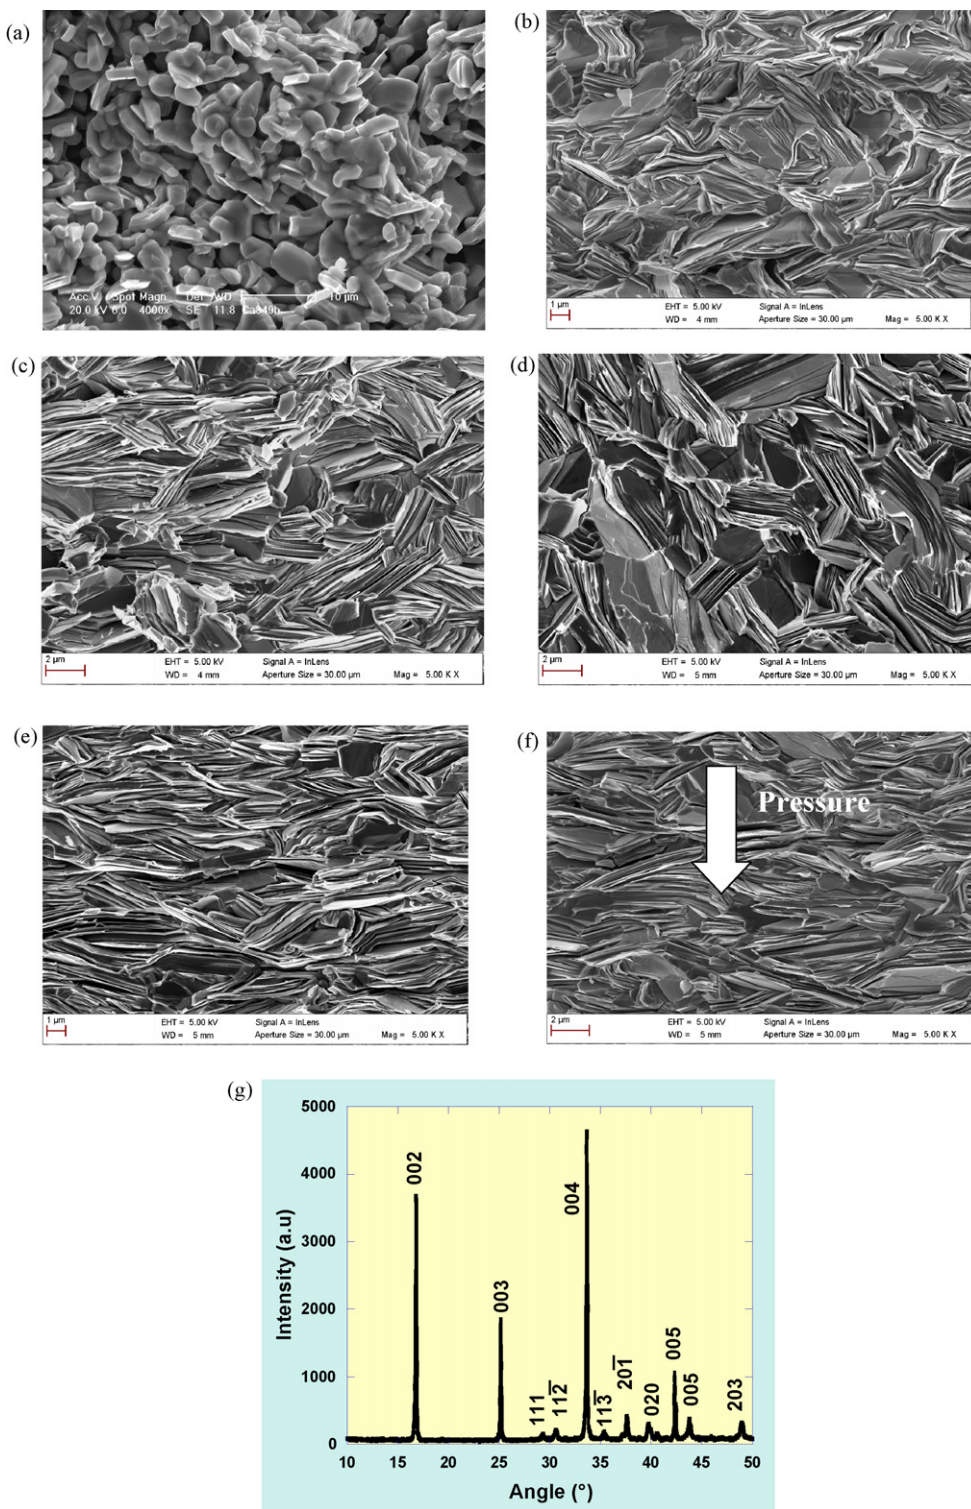 (a)
Acc.V Spot Magn Det WD 10 µm
20.0 kV 6.0 4000x SE 11.8 Ca349b
(b)
1 µm
EHT = 5.00 kV Signal A = InLens
WD = 4 mm Aperture Size = 30.00 µm Mag = 5.00 K X
(c)
2 µm
EHT = 5.00 kV Signal A = InLens
WD = 4 mm Aperture Size = 30.00 µm Mag = 5.00 K X
(d)
2 µm
EHT = 5.00 kV Signal A = InLens
WD = 5 mm Aperture Size = 30.00 µm Mag = 5.00 K X
(e)
1 µm
EHT = 5.00 kV Signal A = InLens
WD = 5 mm Aperture Size = 30.00 µm Mag = 5.00 K X
(f)
Pressure
2 µm
EHT = 5.00 kV Signal A = InLens
WD = 5 mm Aperture Size = 30.00 µm Mag = 5.00 K X
(g)
5000
4000
3000
2000
1000
0
Intensity (a.u)
002
003
111
112̅
004
113̅
201̅
020
005
005
203
10 15 20 25 30 35 40 45 50
Angle (°)